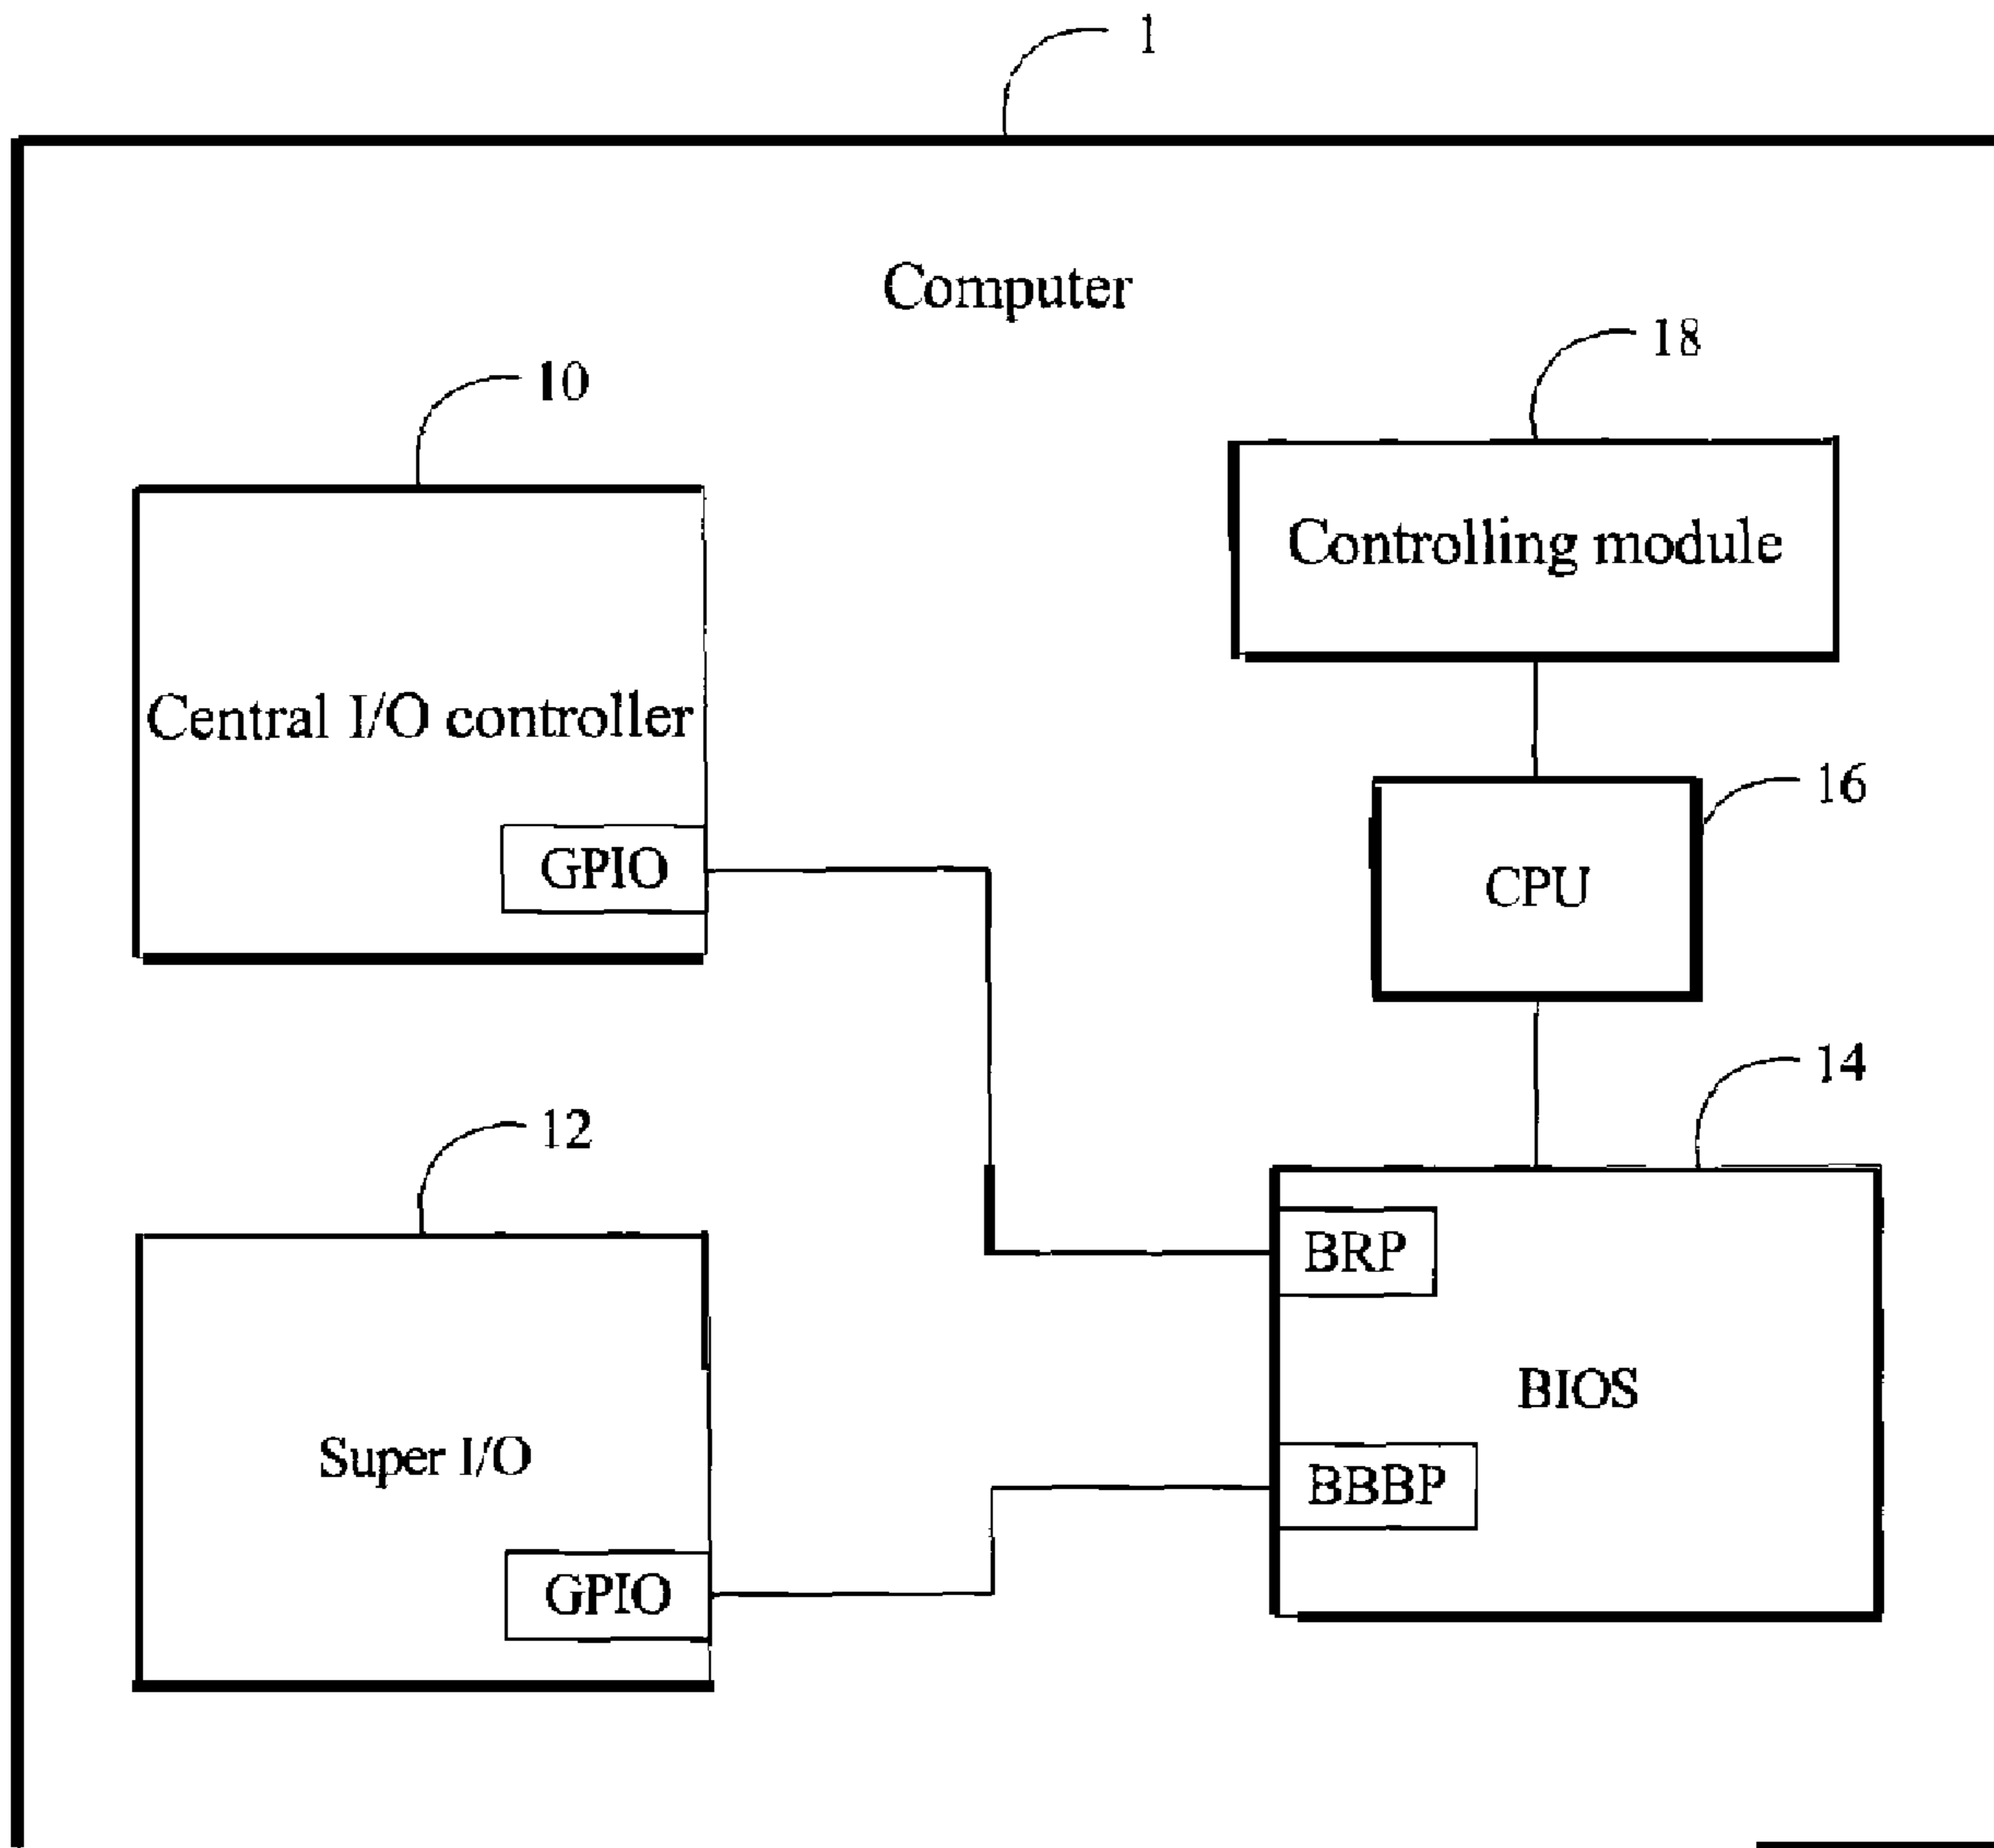 1
Computer
18
10
Controlling module
Central I/O controller
16
GPIO
CPU
14
12
BRP
BIOS
Super I/O
BBBP
GPIO